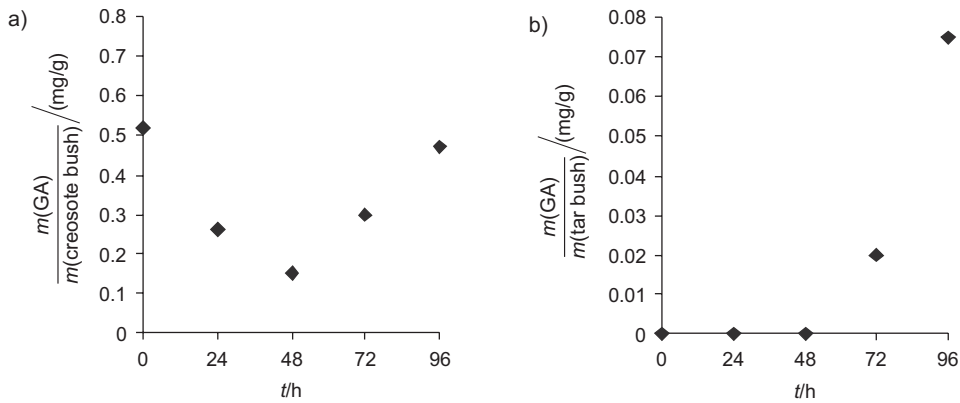 a)
m(GA)
m(creosote bush)
/(mg/g)
0.8
0.7
0.6
0.5
0.4
0.3
0.2
0.1
0
0 24 48 72 96
t/h
b)
m(GA)
m(tar bush)
/(mg/g)
0.08
0.07
0.06
0.05
0.04
0.03
0.02
0.01
0
0 24 48 72 96
t/h